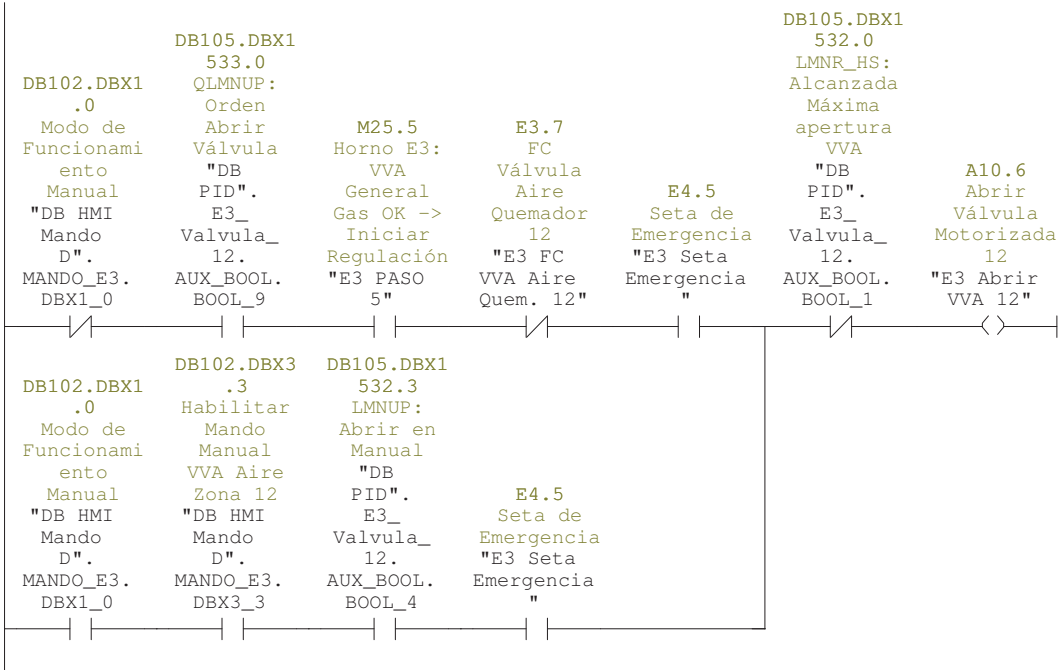 DB102.DBX1
.0
Modo de
Funcionami
ento
Manual
"DB HMI
Mando
D".
MANDO_E3.
DBX1_0
DB105.DBX1
533.0
QLMNUP:
Orden
Abrir
Válvula
"DB
PID".
E3_
Valvula_
12.
AUX_BOOL.
BOOL_9
M25.5
Horno E3:
VVA
General
Gas OK ->
Iniciar
Regulación
"E3 PASO
5"
E3.7
FC
Válvula
Aire
Quemador
12
"E3 FC
VVA Aire
Quem. 12"
E4.5
Seta de
Emergencia
"E3 Seta
Emergencia
"
DB105.DBX1
532.0
LMNR_HS:
Alcanzada
Máxima
apertura
VVA
"DB
PID".
E3_
Valvula_
12.
AUX_BOOL.
BOOL_1
A10.6
Abrir
Válvula
Motorizada
12
"E3 Abrir
VVA 12"
DB102.DBX1
.0
Modo de
Funcionami
ento
Manual
"DB HMI
Mando
D".
MANDO_E3.
DBX1_0
DB102.DBX3
.3
Habilitar
Mando
Manual
VVA Aire
Zona 12
"DB HMI
Mando
D".
MANDO_E3.
DBX3_3
DB105.DBX1
532.3
LMNUP:
Abrir en
Manual
"DB
PID".
E3_
Valvula_
12.
AUX_BOOL.
BOOL_4
E4.5
Seta de
Emergencia
"E3 Seta
Emergencia
"